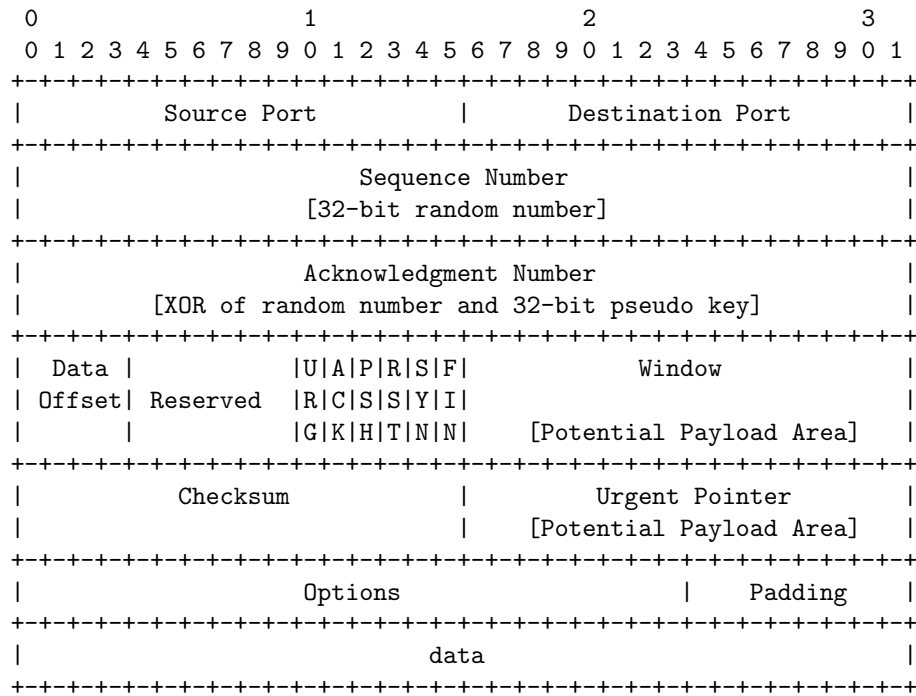 0                   1                   2                   3
0 1 2 3 4 5 6 7 8 9 0 1 2 3 4 5 6 7 8 9 0 1 2 3 4 5 6 7 8 9 0 1
+-+-+-+-+-+-+-+-+-+-+-+-+-+-+-+-+-+-+-+-+-+-+-+-+-+-+-+-+-+-+-+-+
|          Source Port          |       Destination Port        |
+-+-+-+-+-+-+-+-+-+-+-+-+-+-+-+-+-+-+-+-+-+-+-+-+-+-+-+-+-+-+-+-+
|                        Sequence Number                        |
|                    [32-bit random number]                     |
+-+-+-+-+-+-+-+-+-+-+-+-+-+-+-+-+-+-+-+-+-+-+-+-+-+-+-+-+-+-+-+-+
|                    Acknowledgment Number                      |
|         [XOR of random number and 32-bit pseudo key]          |
+-+-+-+-+-+-+-+-+-+-+-+-+-+-+-+-+-+-+-+-+-+-+-+-+-+-+-+-+-+-+-+-+
|  Data |           |U|A|P|R|S|F|            Window             |
| Offset| Reserved  |R|C|S|S|Y|I|                               |
|       |           |G|K|H|T|N|N|    [Potential Payload Area]   |
+-+-+-+-+-+-+-+-+-+-+-+-+-+-+-+-+-+-+-+-+-+-+-+-+-+-+-+-+-+-+-+-+
|           Checksum            |         Urgent Pointer        |
|                               |    [Potential Payload Area]   |
+-+-+-+-+-+-+-+-+-+-+-+-+-+-+-+-+-+-+-+-+-+-+-+-+-+-+-+-+-+-+-+-+
|                    Options                    |    Padding    |
+-+-+-+-+-+-+-+-+-+-+-+-+-+-+-+-+-+-+-+-+-+-+-+-+-+-+-+-+-+-+-+-+
|                             data                              |
+-+-+-+-+-+-+-+-+-+-+-+-+-+-+-+-+-+-+-+-+-+-+-+-+-+-+-+-+-+-+-+-+